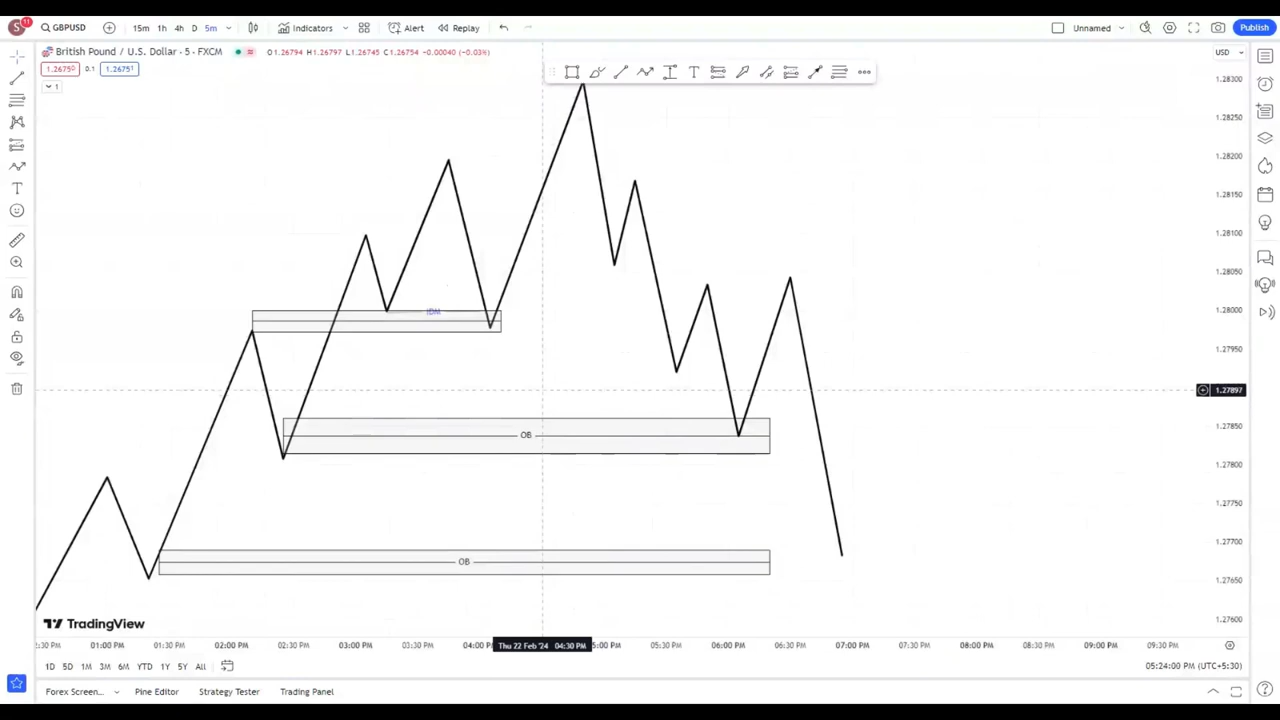 S 11 GBPUSD 15m 1h 4h D 5m Indicators Alert Replay Unnamed Publish
British Pound / U.S. Dollar · 5 · FXCM O1.26794 H1.26797 L1.26745 C1.26754 −0.00040 (−0.03%) USD
1.26750 0.1 1.26751
1
1.28300
1.28250
1.28200
1.28150
1.28100
1.28050
IDM 1.28000
1.27950
1.27897
OB 1.27850
1.27800
1.27750
1.27700
OB
1.27650
1.27600
TradingView
:30 PM 01:00 PM 01:30 PM 02:00 PM 02:30 PM 03:00 PM 03:30 PM 04:00 P Thu 22 Feb '24 04:30 PM 5:00 PM 05:30 PM 06:00 PM 06:30 PM 07:00 PM 07:30 PM 08:00 PM 08:30 PM 09:00 PM 09:30 PM
1D 5D 1M 3M 6M YTD 1Y 5Y All 05:24:00 PM (UTC+5:30)
Forex Screen... Pine Editor Strategy Tester Trading Panel